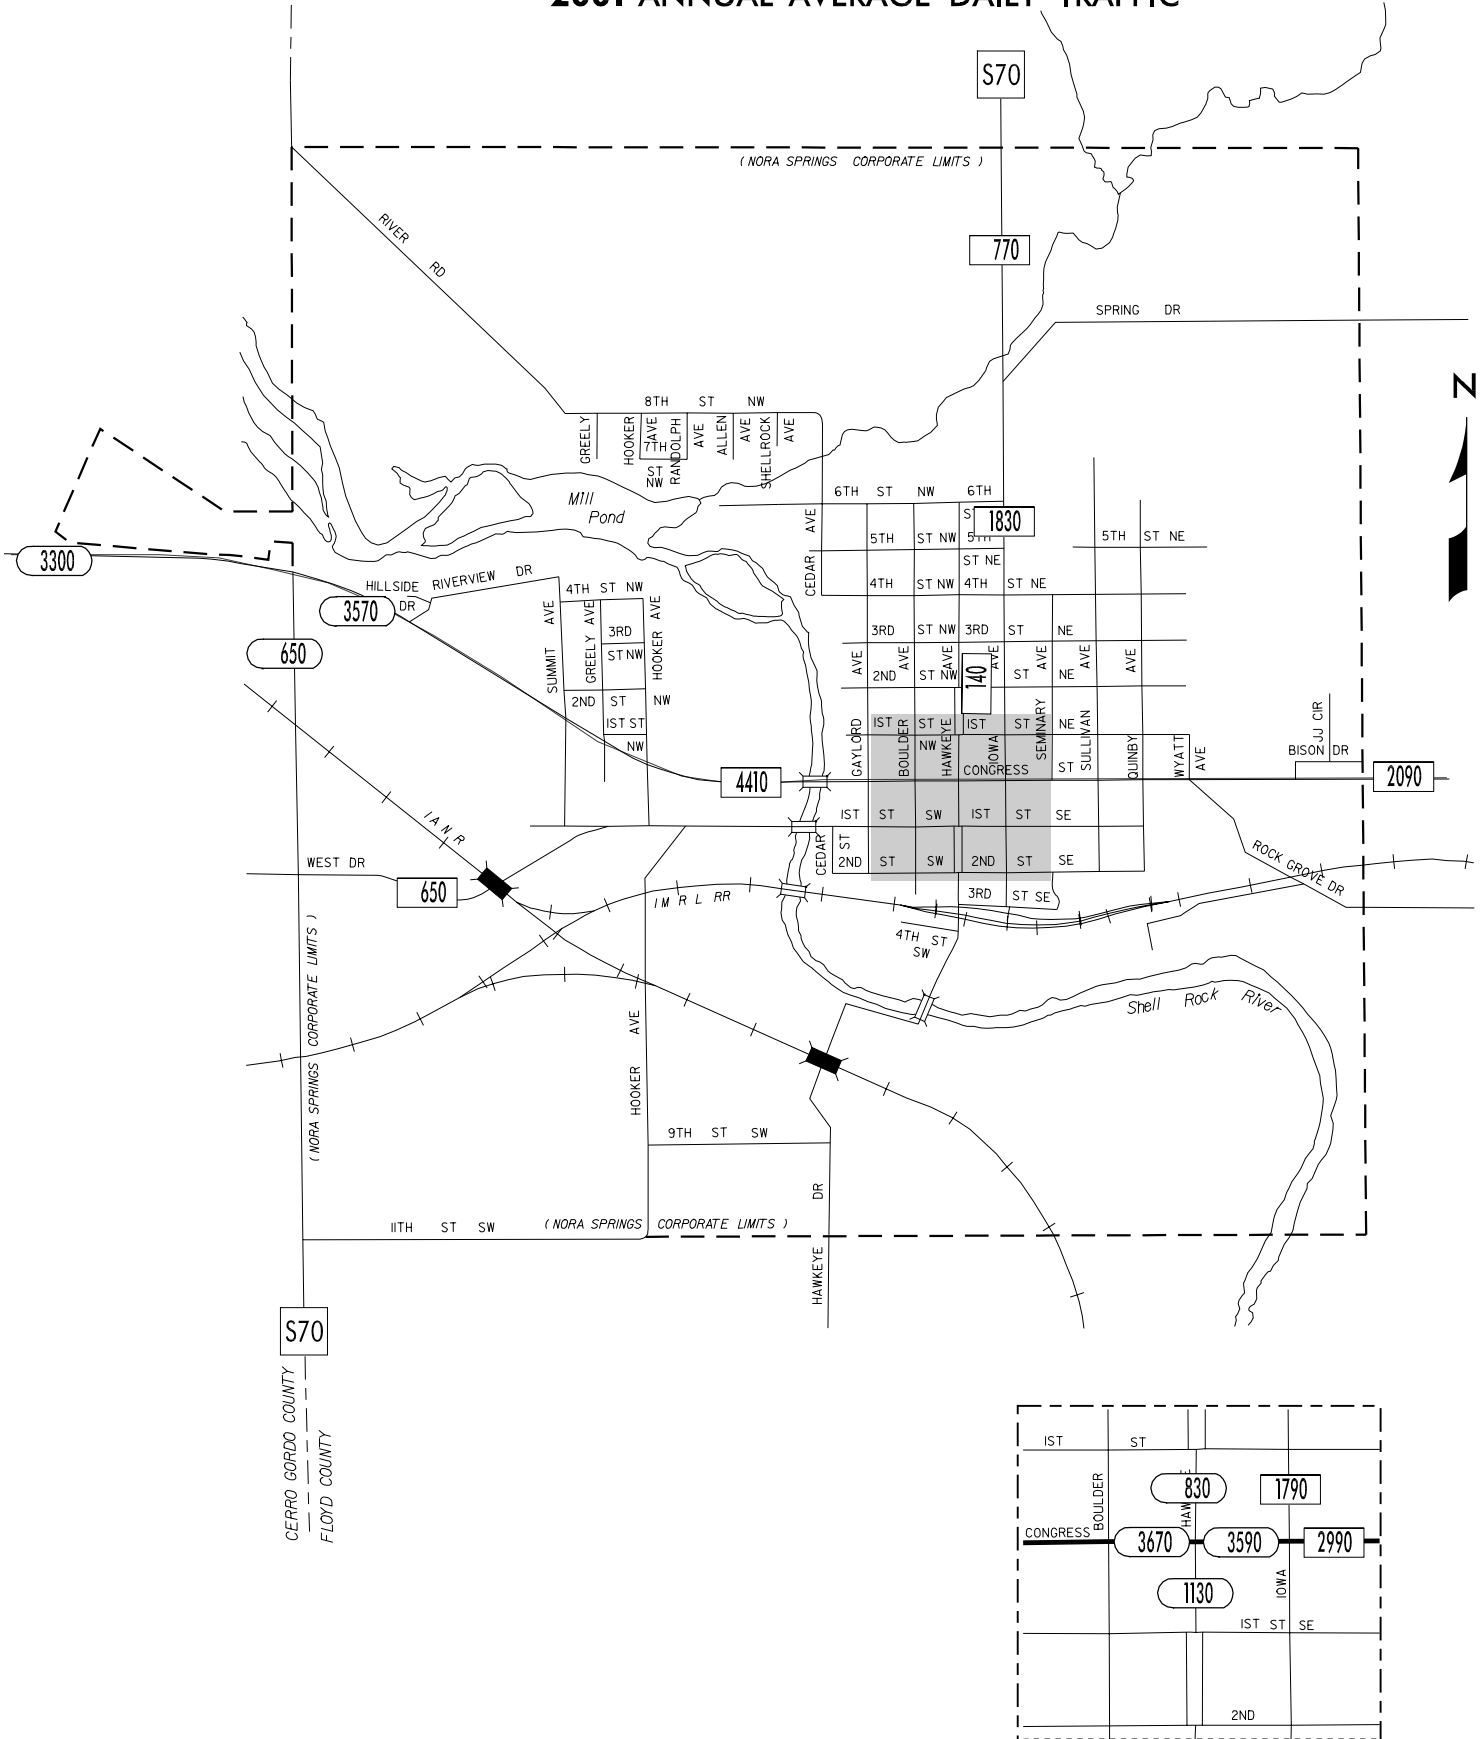 2001 ANNUAL AVERAGE DAILY TRAFFIC
S70
( NORA SPRINGS CORPORATE LIMITS )
RIVER RD
770
SPRING DR
N
8TH ST NW
GREELY
HOOKER AVE
7TH
ST
NW
RANDOLPH AVE
ALLEN AVE
SHELLROCK AVE
Mill
Pond
6TH ST NW 6TH
1830
CEDAR AVE
5TH ST NW
ST NE
5TH ST NE
4TH ST NW 4TH ST NE
3300
HILLSIDE DR
RIVERVIEW DR
3570
650
4TH ST NW
SUMMIT AVE
GREELY AVE
3RD
ST NW
HOOKER AVE
2ND ST NW
IST ST
NW
3RD ST NW 3RD ST NE
2ND ST NW ST NE
140
GAYLORD AVE
BOULDER AVE
HAWKEYE AVE
IOWA AVE
SEMINARY AVE
SULLIVAN AVE
QUINBY AVE
WYATT AVE
IST ST NW IST ST NE
CONGRESS ST
JJ CIR
BISON DR
4410
2090
IST ST SW IST ST SE
CEDAR ST
2ND ST SW 2ND ST SE
ROCK GROVE DR
IANR
WEST DR
650
IMRL RR
3RD ST SE
4TH ST
SW
Shell Rock River
( NORA SPRINGS CORPORATE LIMITS )
HOOKER AVE
9TH ST SW
HAWKEYE DR
11TH ST SW
( NORA SPRINGS CORPORATE LIMITS )
S70
CERRO GORDO COUNTY
FLOYD COUNTY
IST ST
BOULDER
830
1790
CONGRESS
3670
3590
2990
1130
IOWA
IST ST SE
2ND